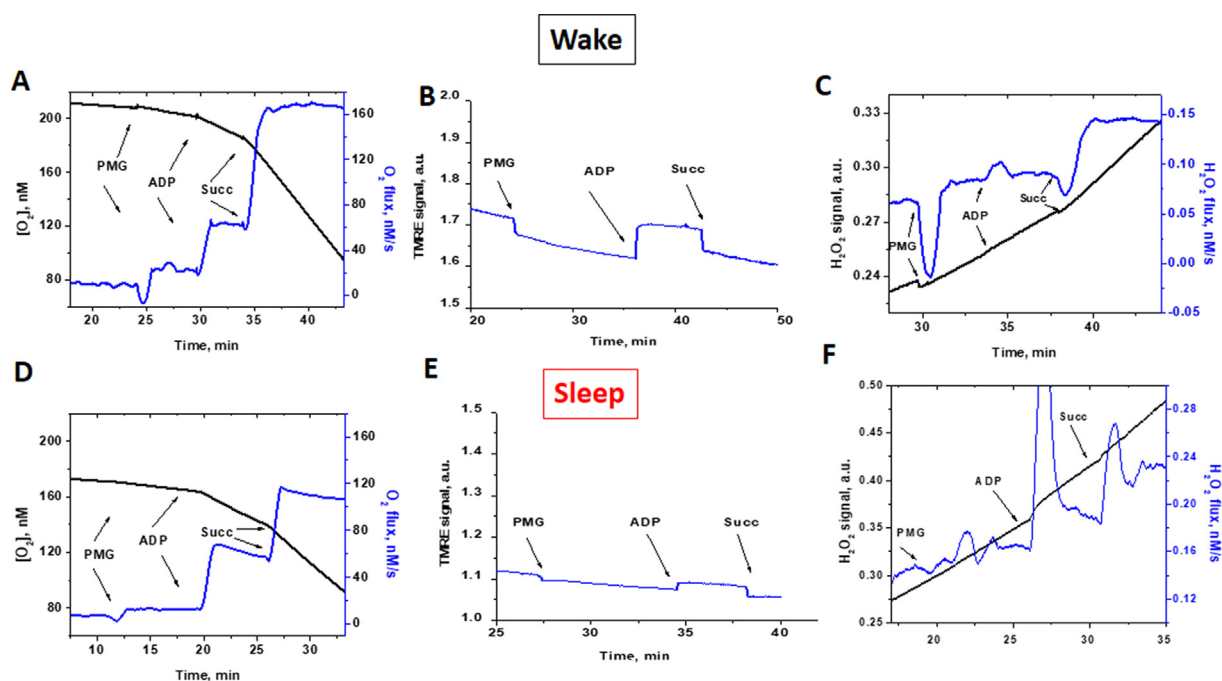 Wake
A
[O2], nM
200
160
120
80
PMG
ADP
Succ
160
120
80
40
0
O2 flux, nM/s
20 25 30 35 40
Time, min
B
TMRE signal, a.u.
2.0
1.9
1.8
1.7
1.6
1.5
PMG
ADP
Succ
20 30 40 50
Time, min
C
H2O2 signal, a.u.
0.33
0.30
0.27
0.24
PMG
ADP
Succ
0.15
0.10
0.05
0.00
-0.05
H2O2 flux, nM/s
30 35 40
Time, min
Sleep
D
[O2], nM
200
160
120
80
PMG
ADP
Succ
160
120
80
40
0
O2 flux, nM/s
10 15 20 25 30
Time, min
E
TMRE signal, a.u.
1.5
1.4
1.3
1.2
1.1
1.0
PMG
ADP
Succ
25 30 35 40
Time, min
F
H2O2 signal, a.u.
0.50
0.45
0.40
0.35
0.30
0.25
PMG
ADP
Succ
0.28
0.24
0.20
0.16
0.12
H2O2 flux, nM/s
20 25 30 35
Time, min